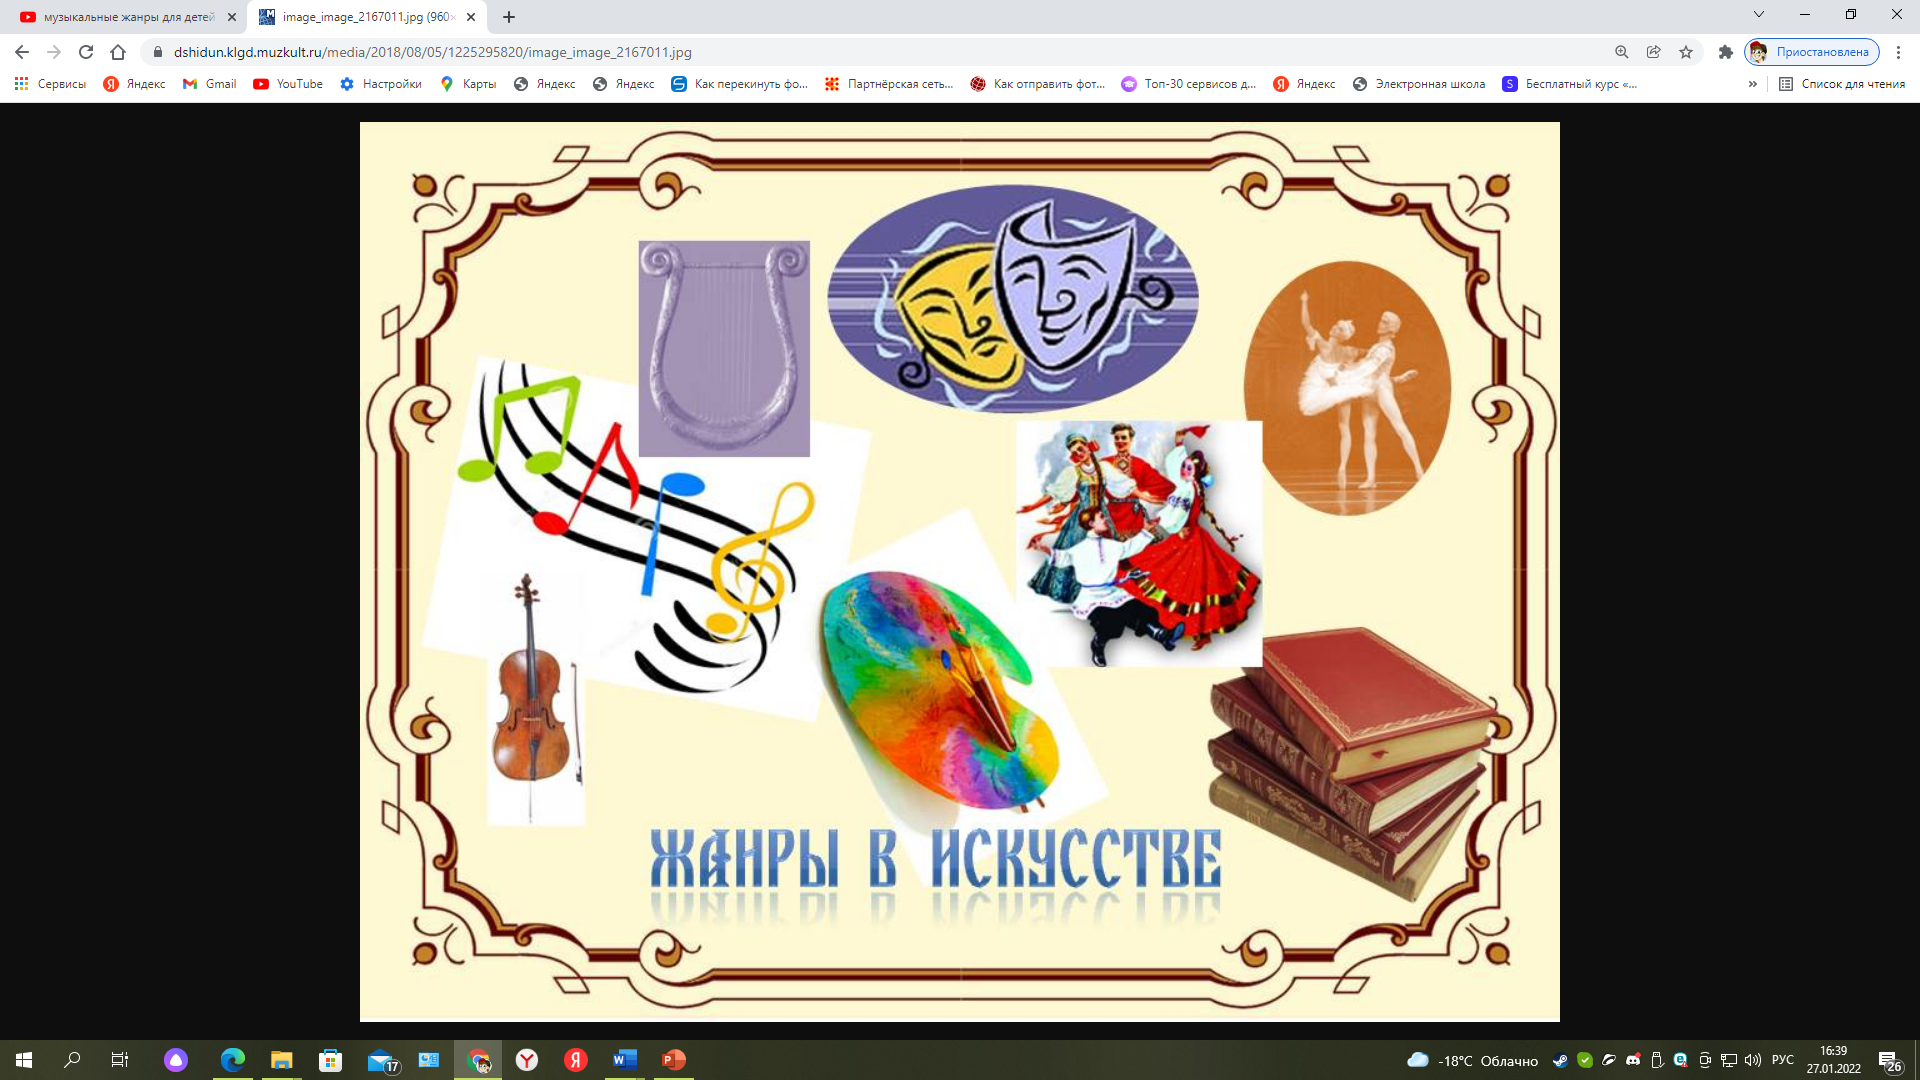 музыкальные жанры для детей
image_image_2167011.jpg (960×
dshidun.klgd.muzkult.ru/media/2018/08/05/1225295820/image_image_2167011.jpg
Приостановлена
Сервисы
Яндекс
Gmail
YouTube
Настройки
Карты
Яндекс
Яндекс
Как перекинуть фо...
Партнёрская сеть...
Как отправить фот...
Топ-30 сервисов д...
Яндекс
Электронная школа
Бесплатный курс «...
»
Список для чтения
ЖАНРЫ В ИСКУССТВЕ
17
-18°C Облачно
РУС
16:39
27.01.2022
26